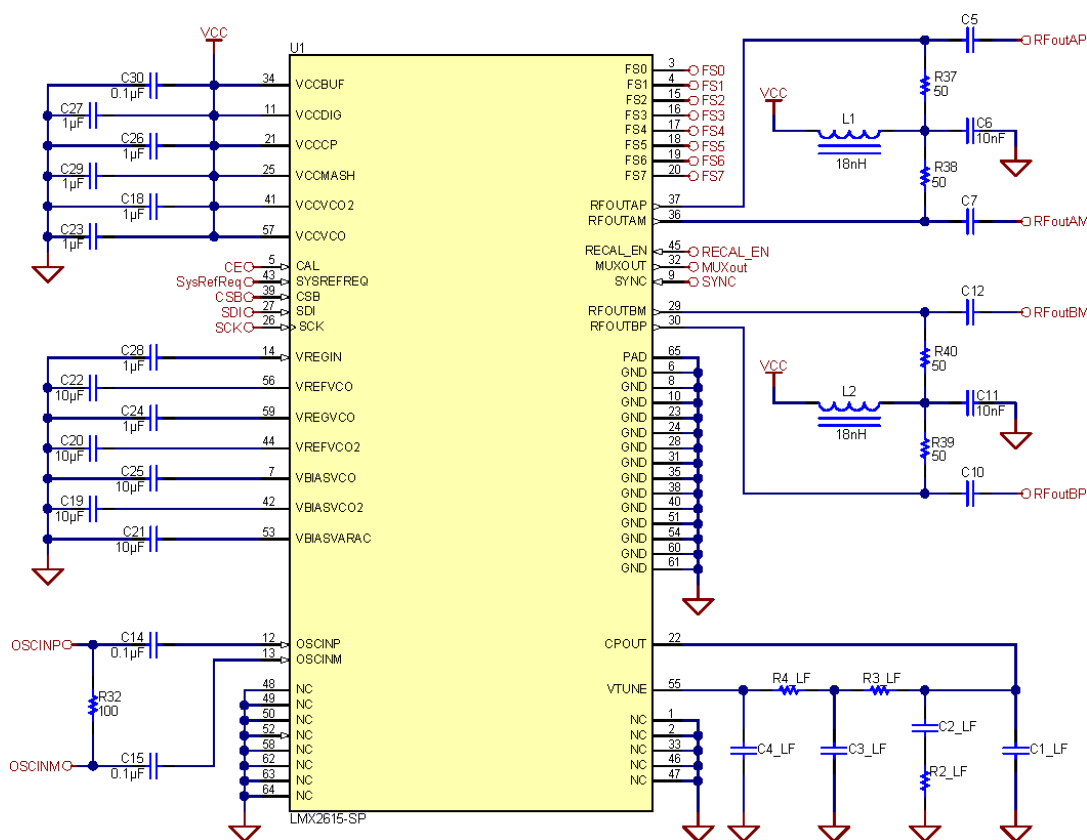 VCC
C30
0.1µF
C27
1µF
C26
1µF
C29
1µF
C18
1µF
C23
1µF
CE
SysRefReq
CSB
SDI
SCK
C28
1µF
C22
10µF
C24
1µF
C20
10µF
C25
10µF
C19
10µF
C21
10µF
OSCINP
C14
0.1µF
R32
100
OSCINM
C15
0.1µF
U1
34 VCCBUF
11 VCCDIG
21 VCCCP
25 VCCMASH
41 VCCVCO2
57 VCCVCO
5 CAL
43 SYSREFREQ
39 CSB
27 SDI
26 SCK
14 VREGIN
56 VREFVCO
59 VREGVCO
44 VREFVCO2
7 VBIASVCO
42 VBIASVCO2
53 VBIASVARAC
12 OSCINP
13 OSCINM
48 NC
49 NC
50 NC
52 NC
58 NC
62 NC
63 NC
64 NC
LMX2615-SP
FS0 3 FS0
FS1 4 FS1
FS2 15 FS2
FS3 16 FS3
FS4 17 FS4
FS5 18 FS5
FS6 19 FS6
FS7 20 FS7
RFOUTAP 37
RFOUTAM 36
RECAL_EN 45 RECAL_EN
MUXOUT 32 MUXout
SYNC 9 SYNC
RFOUTBM 29
RFOUTBP 30
PAD 65
GND 6
GND 8
GND 10
GND 23
GND 24
GND 28
GND 31
GND 35
GND 38
GND 40
GND 51
GND 54
GND 60
GND 61
CPOUT 22
VTUNE 55
NC 1
NC 2
NC 33
NC 46
NC 47
C5
RFoutAP
R37
50
VCC
L1
18nH
C6
10nF
R38
50
C7
RFoutAM
C12
RFoutBM
R40
50
VCC
L2
18nH
C11
10nF
R39
50
C10
RFoutBP
R4_LF
R3_LF
C2_LF
C4_LF
C3_LF
R2_LF
C1_LF